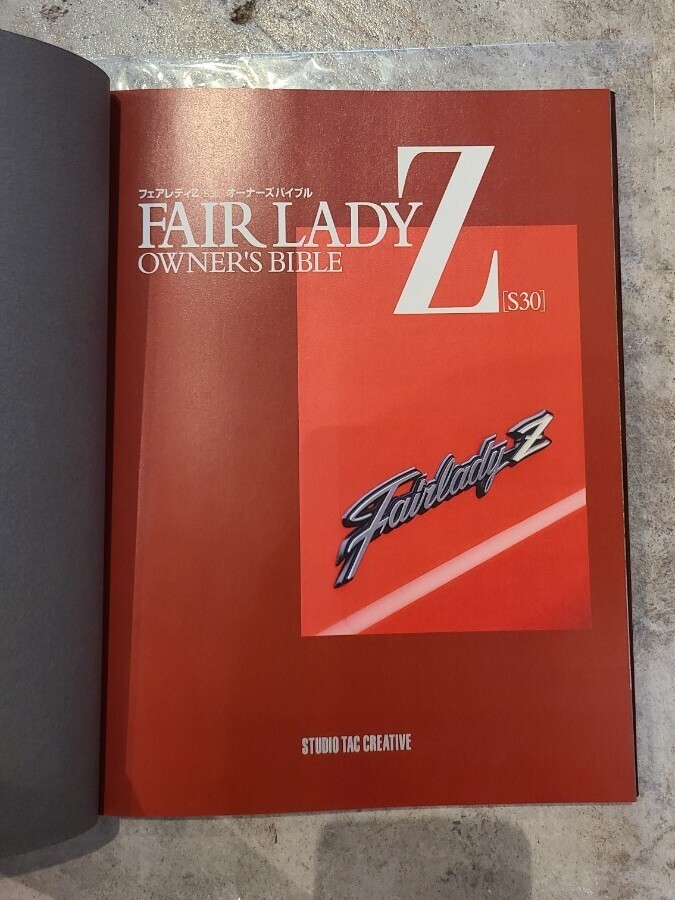 フェアレディZ [S30] オーナーズバイブル
FAIR LADY Z
OWNER'S BIBLE
[S30]
Fairlady Z
STUDIO TAC CREATIVE